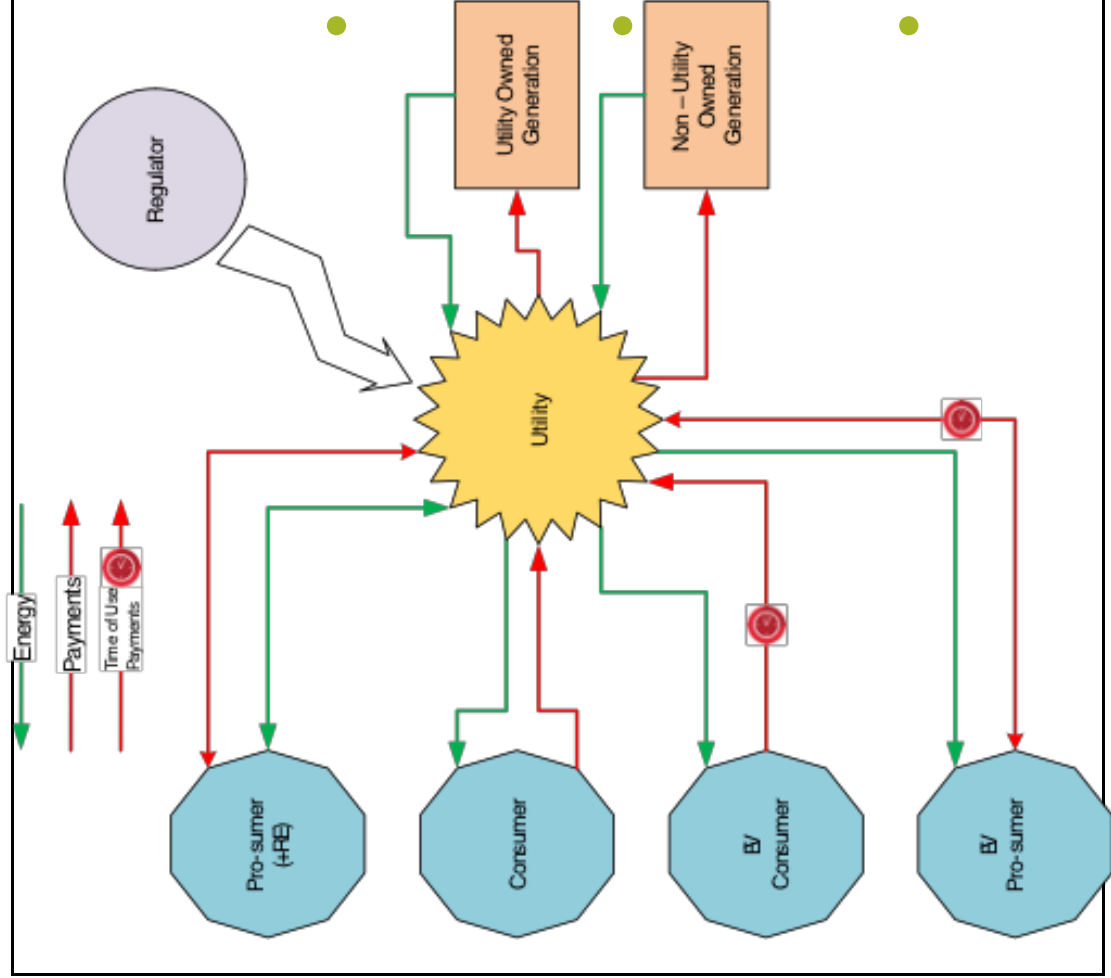 Energy
Payments
Time of Use
Payments
Regulator
Utility Owned
Generation
Non – Utility
Owned
Generation
Utility
Pro-sumer
(+RE)
Consumer
EV
Consumer
EV
Pro-sumer